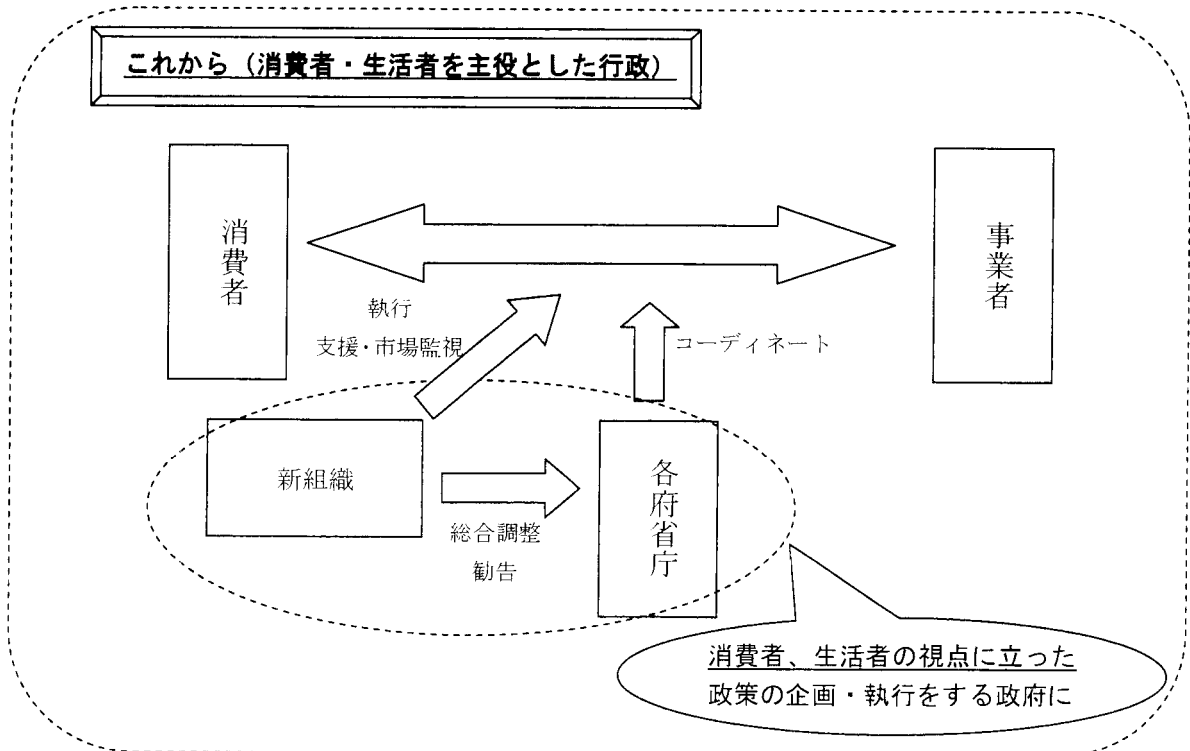 これから（消費者・生活者を主役とした行政）
消費者
事業者
執行
支援・市場監視
コーディネート
新組織
総合調整
勧告
各府省庁
消費者、生活者の視点に立った
政策の企画・執行をする政府に